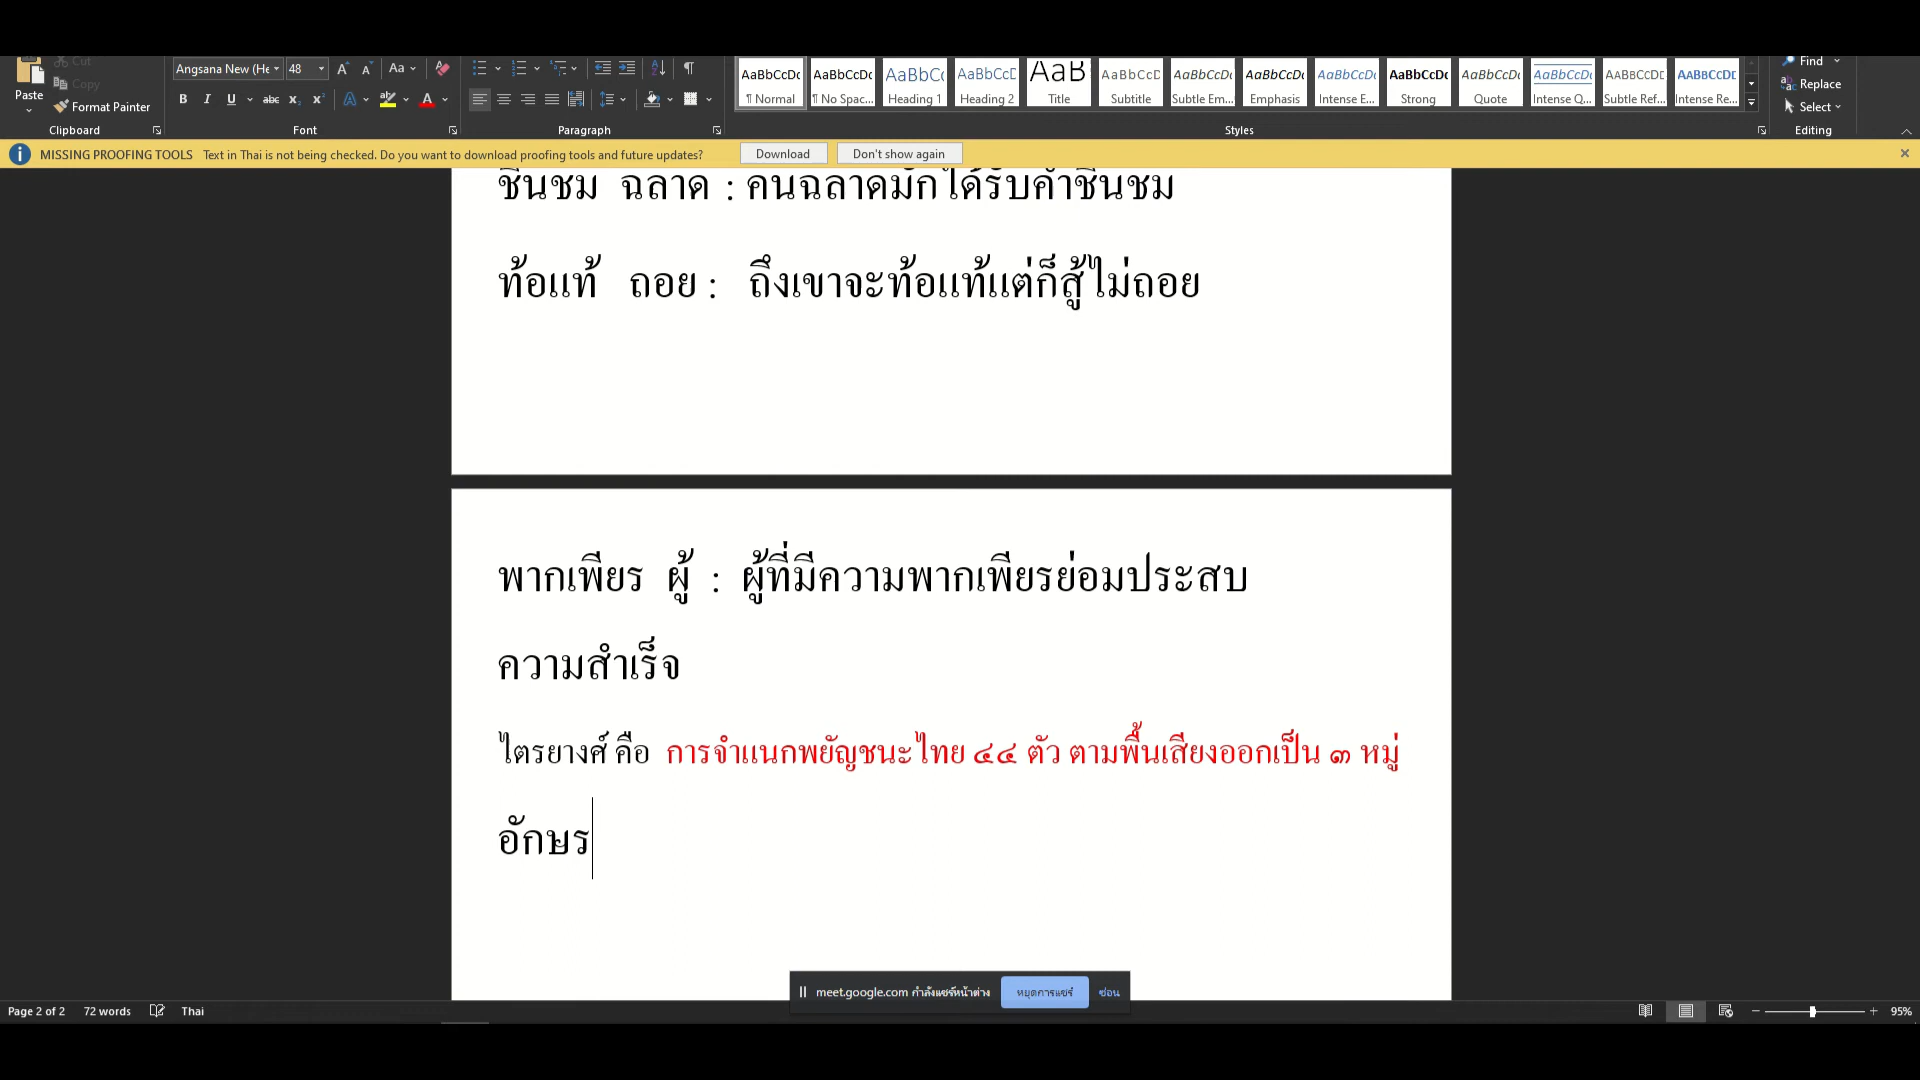 Cut
Copy
Paste
Format Painter
Clipboard
Angsana New (He
48
Aa
B I U abc x₂ x²
Font
Paragraph
AaBbCcDc AaBbCcDc AaBbCc AaBbCcD AaB AaBbCcD AaBbCcDc AaBbCcDc AaBbCcDc AaBbCcDc AaBbCcDc AaBbCcDc AABBCCDD AABBCCDD
¶ Normal ¶ No Spac... Heading 1 Heading 2 Title Subtitle Subtle Em... Emphasis Intense E... Strong Quote Intense Q... Subtle Ref... Intense Re...
Styles
Find
Replace
Select
Editing
MISSING PROOFING TOOLS Text in Thai is not being checked. Do you want to download proofing tools and future updates? Download Don't show again
ชื่นชม ฉลาด : คนฉลาดมักได้รับคำชื่นชม
ท้อแท้ ถอย : ถึงเขาจะท้อแท้แต่ก็สู้ไม่ถอย
พากเพียร ผู้ : ผู้ที่มีความพากเพียรย่อมประสบ
ความสำเร็จ
ไตรยางศ์ คือ การจำแนกพยัญชนะไทย ๔๔ ตัว ตามพื้นเสียงออกเป็น ๓ หมู่
อักษร
meet.google.com กำลังแชร์หน้าต่าง หยุดการแชร์ ซ่อน
Page 2 of 2 72 words Thai 95%